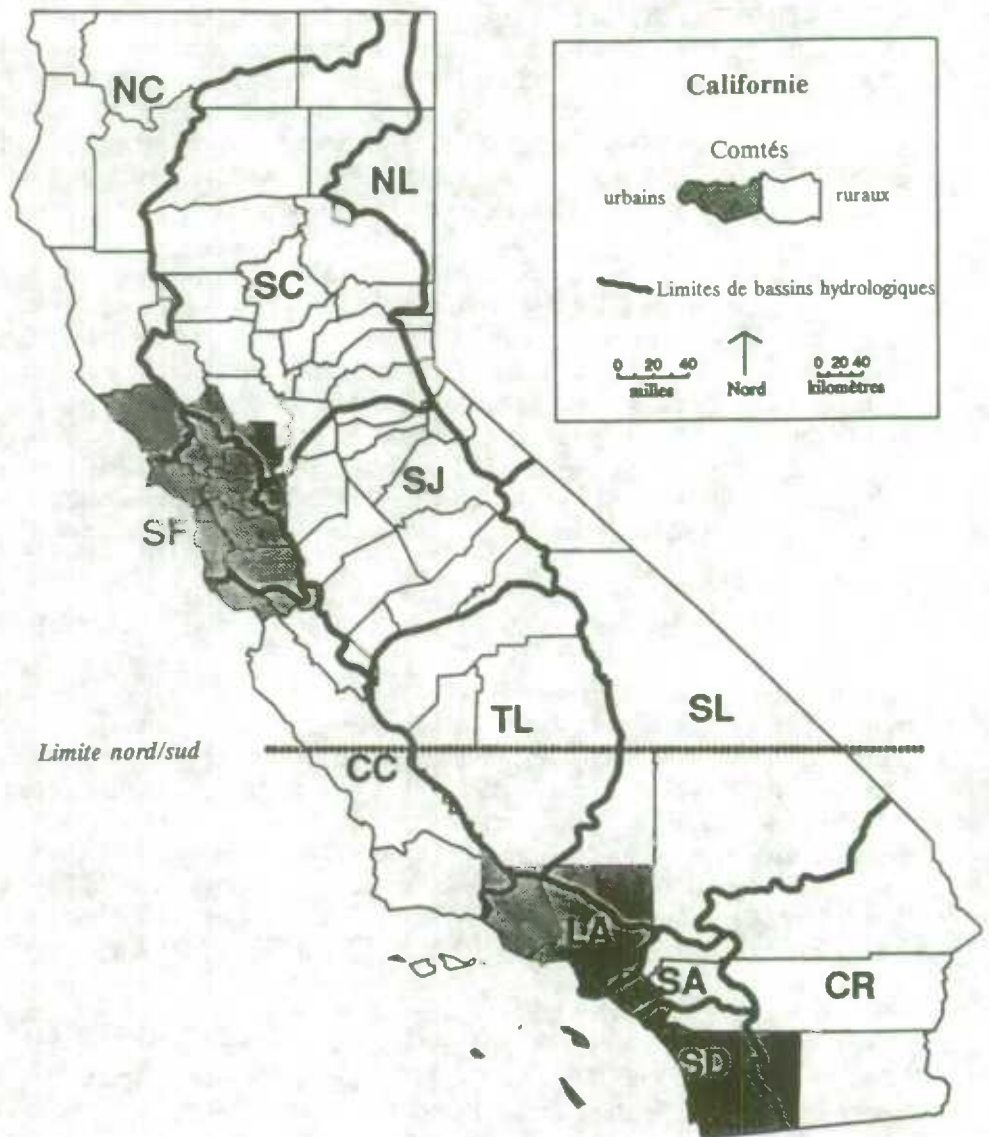 NC
NL
SC
SF
SJ
Limite nord/sud
TL
SL
CC
LA
SA
CR
SD
Californie
Comtés
urbains ruraux
Limites de bassins hydrologiques
0 20 40
milles
Nord
0 20 40
kilomètres